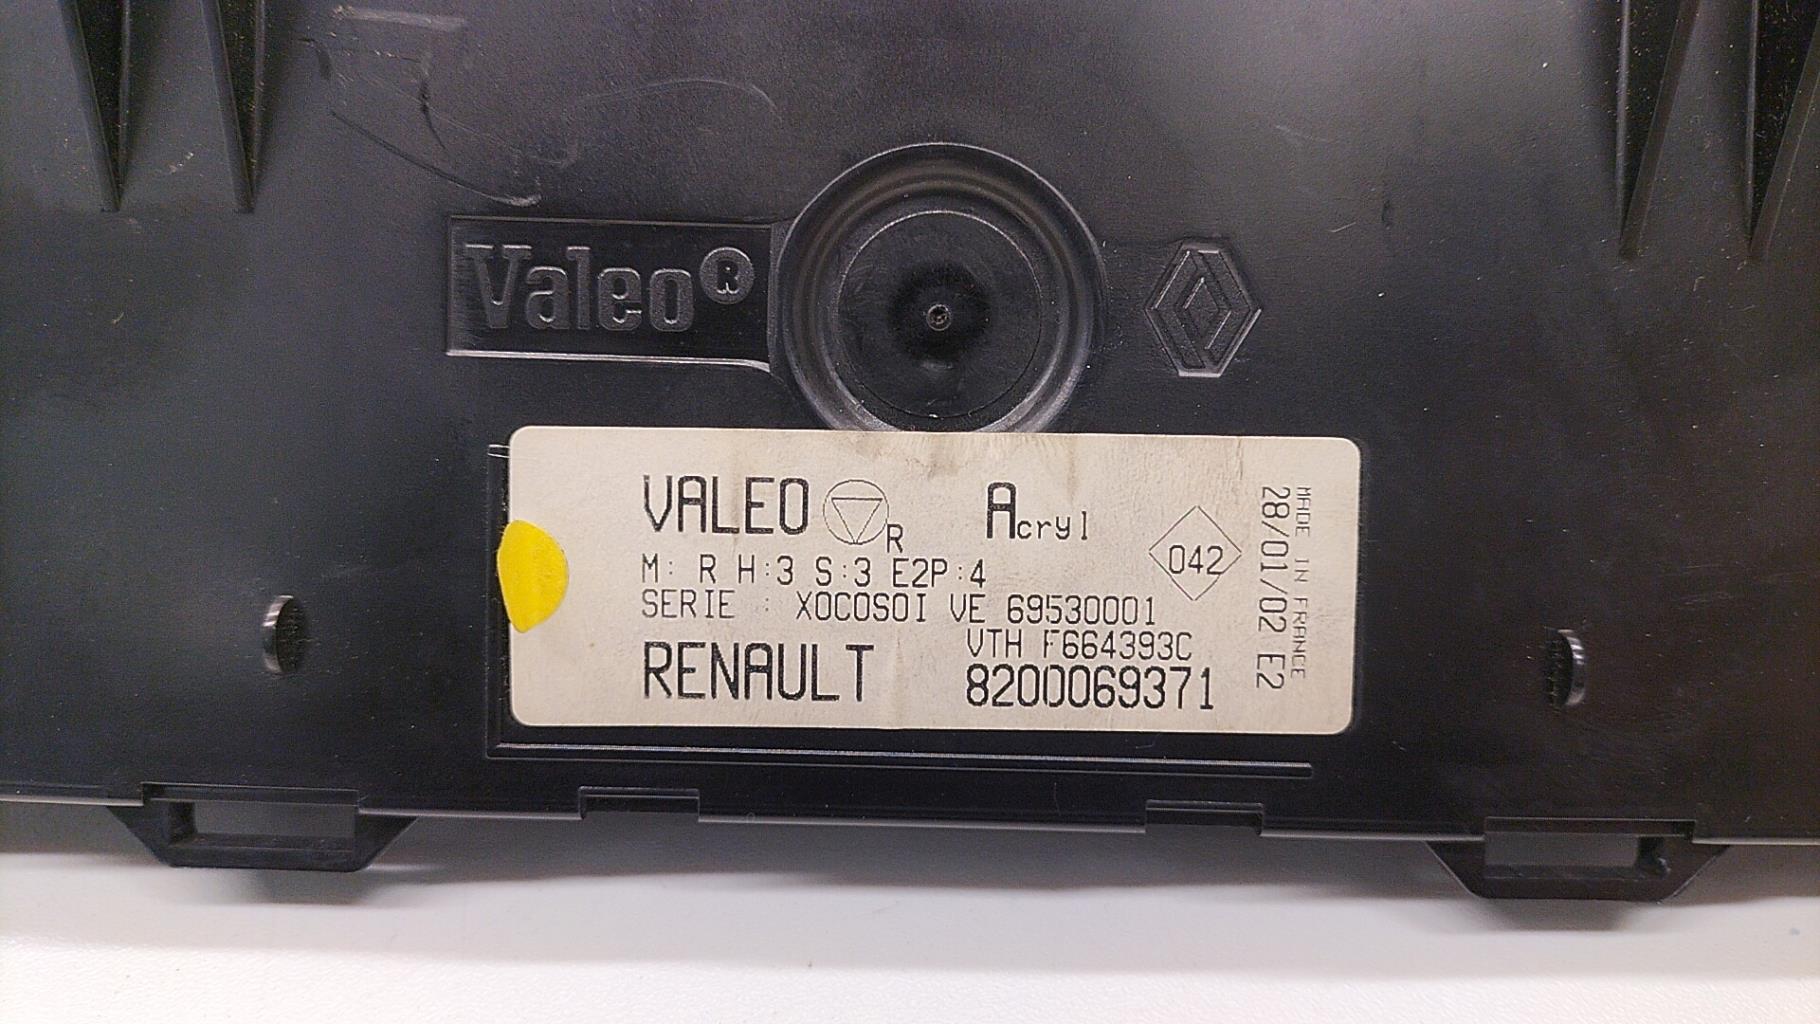 Valeo®
VALEO R Acryl
M: R H:3 S:3 E2P:4
042
SERIE : X0C0S0I VE 69530001
VTH F664393C
RENAULT 8200069371
MADE IN FRANCE
28/01/02 E2